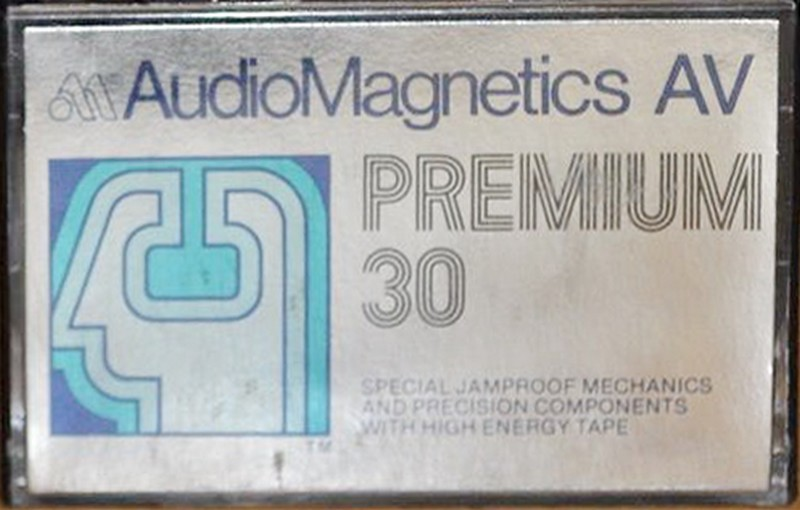 AudioMagnetics AV
PREMIUM
30
SPECIAL JAMPROOF MECHANICS
AND PRECISION COMPONENTS
WITH HIGH ENERGY TAPE
TM